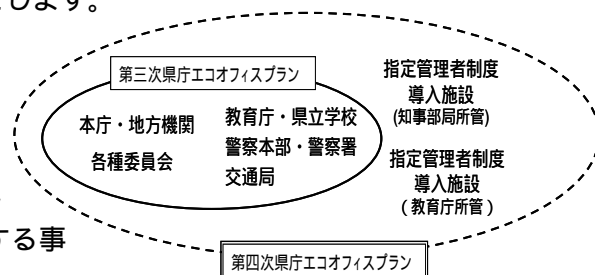 します。
第三次県庁エコオフィスプラン
本庁・地方機関
各種委員会
教育庁・県立学校
警察本部・警察署
交通局
指定管理者制度
導入施設
(知事部局所管)
指定管理者制度
導入施設
(教育庁所管)
する事
第四次県庁エコオフィスプラン